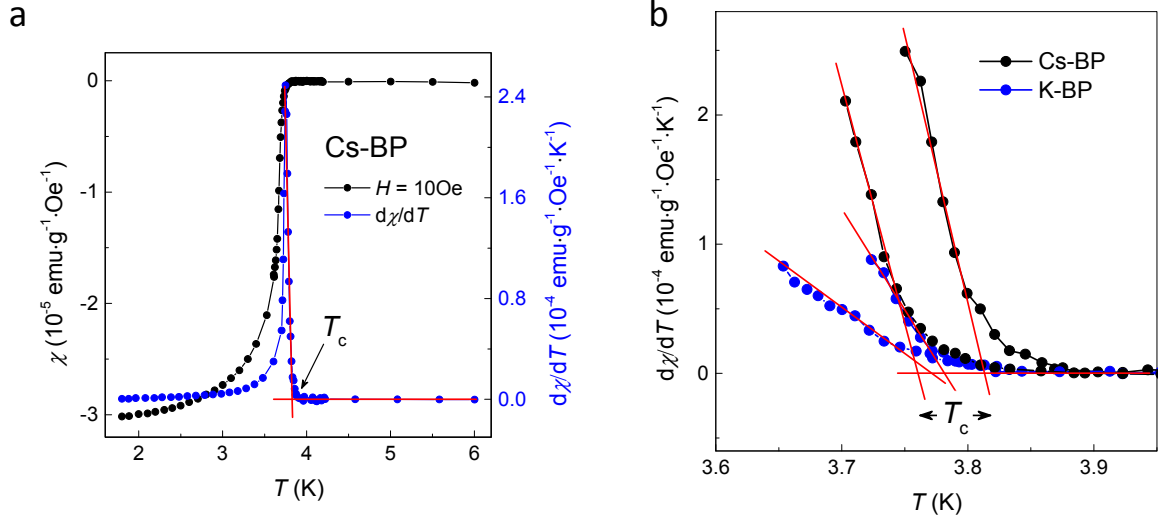 a
0
-1
-2
-3
χ (10⁻⁵ emu·g⁻¹·Oe⁻¹)
2
3
4
5
6
T (K)
Cs-BP
H = 10Oe
dχ/dT
T_c
2.4
1.6
0.8
0.0
dχ/dT (10⁻⁴ emu·g⁻¹·Oe⁻¹·K⁻¹)
b
2
1
0
dχ/dT (10⁻⁴ emu·g⁻¹·Oe⁻¹·K⁻¹)
3.6
3.7
3.8
3.9
T (K)
Cs-BP
K-BP
T_c